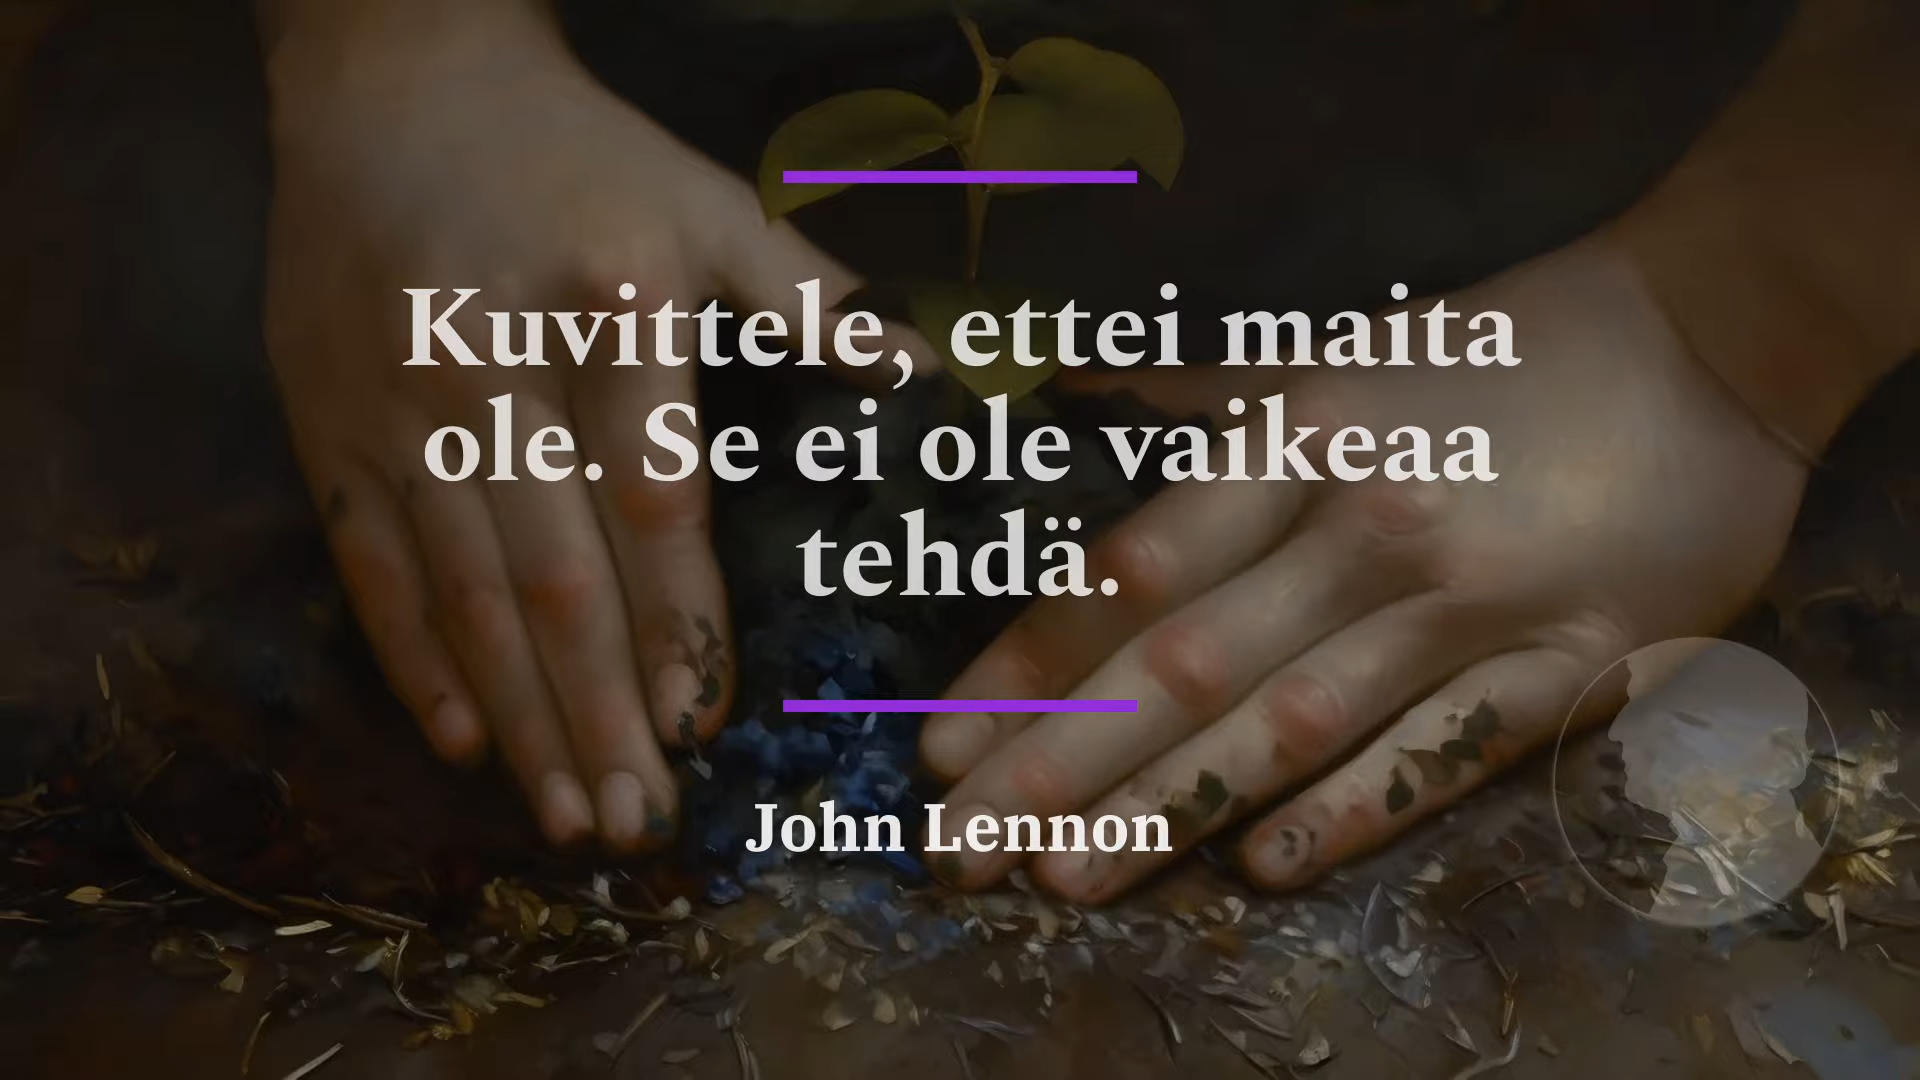 Kuvittele, ettei maita
ole. Se ei ole vaikeaa
tehdä.
John Lennon